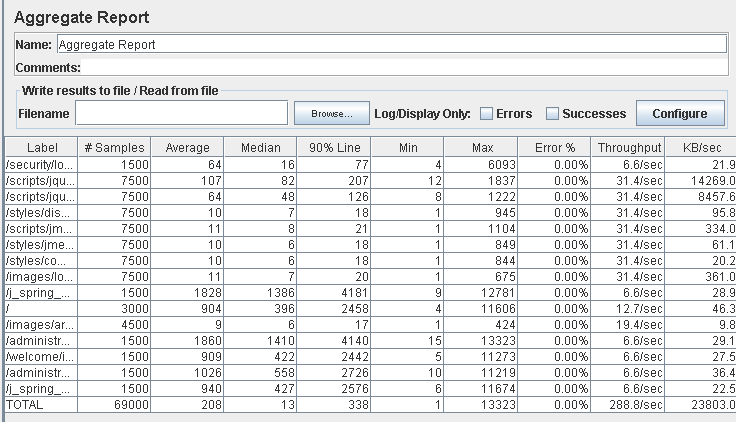 Aggregate Report
Name: Aggregate Report
Comments:
Write results to file / Read from file
Filename Browse... Log/Display Only: Errors Successes Configure
Label # Samples Average Median 90% Line Min Max Error % Throughput KB/sec
/security/lo... 1500 64 16 77 4 6093 0.00% 6.6/sec 21.9
/scripts/jqu... 7500 107 82 207 12 1837 0.00% 31.4/sec 14269.0
/scripts/jqu... 7500 64 48 126 8 1222 0.00% 31.4/sec 8457.6
/styles/dis... 7500 10 7 18 1 945 0.00% 31.4/sec 95.8
/scripts/jm... 7500 11 8 21 1 1104 0.00% 31.4/sec 334.0
/styles/jme... 7500 10 6 18 1 849 0.00% 31.4/sec 61.1
/styles/co... 7500 10 6 18 1 844 0.00% 31.4/sec 20.2
/images/lo... 7500 11 7 20 1 675 0.00% 31.4/sec 361.0
/j_spring_... 1500 1828 1386 4181 9 12781 0.00% 6.6/sec 28.9
/ 3000 904 396 2458 4 11606 0.00% 12.7/sec 46.3
/images/ar... 4500 9 6 17 1 424 0.00% 19.4/sec 9.8
/administr... 1500 1860 1410 4140 15 13323 0.00% 6.6/sec 29.1
/welcome/i... 1500 909 422 2442 5 11273 0.00% 6.6/sec 27.5
/administr... 1500 1026 558 2726 10 11219 0.00% 6.6/sec 36.4
/j_spring_... 1500 940 427 2576 6 11674 0.00% 6.6/sec 22.5
TOTAL 69000 208 13 338 1 13323 0.00% 288.8/sec 23803.0